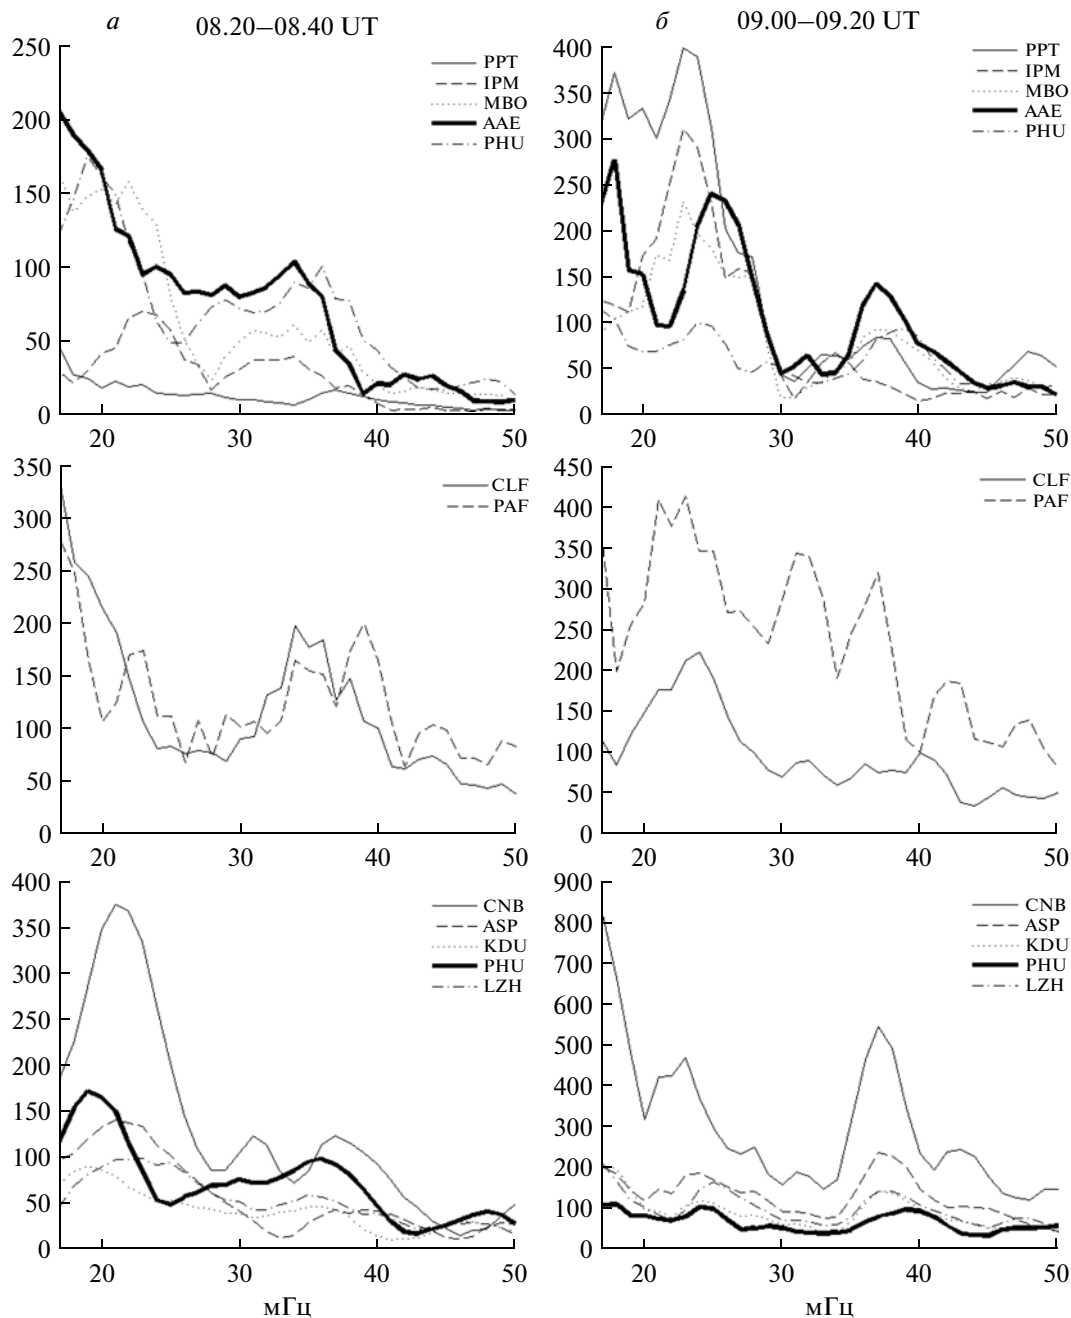 а 08.20–08.40 UT
б 09.00–09.20 UT
250
200
150
100
50
0
20 30 40 50
PPT
IPM
MBO
AAE
PHU
400
350
300
250
200
150
100
50
0
20 30 40 50
PPT
IPM
MBO
AAE
PHU
350
300
250
200
150
100
50
0
20 30 40 50
CLF
PAF
450
400
350
300
250
200
150
100
50
0
20 30 40 50
CLF
PAF
400
350
300
250
200
150
100
50
0
20 30 40 50
CNB
ASP
KDU
PHU
LZH
мГц
900
800
700
600
500
400
300
200
100
0
20 30 40 50
CNB
ASP
KDU
PHU
LZH
мГц